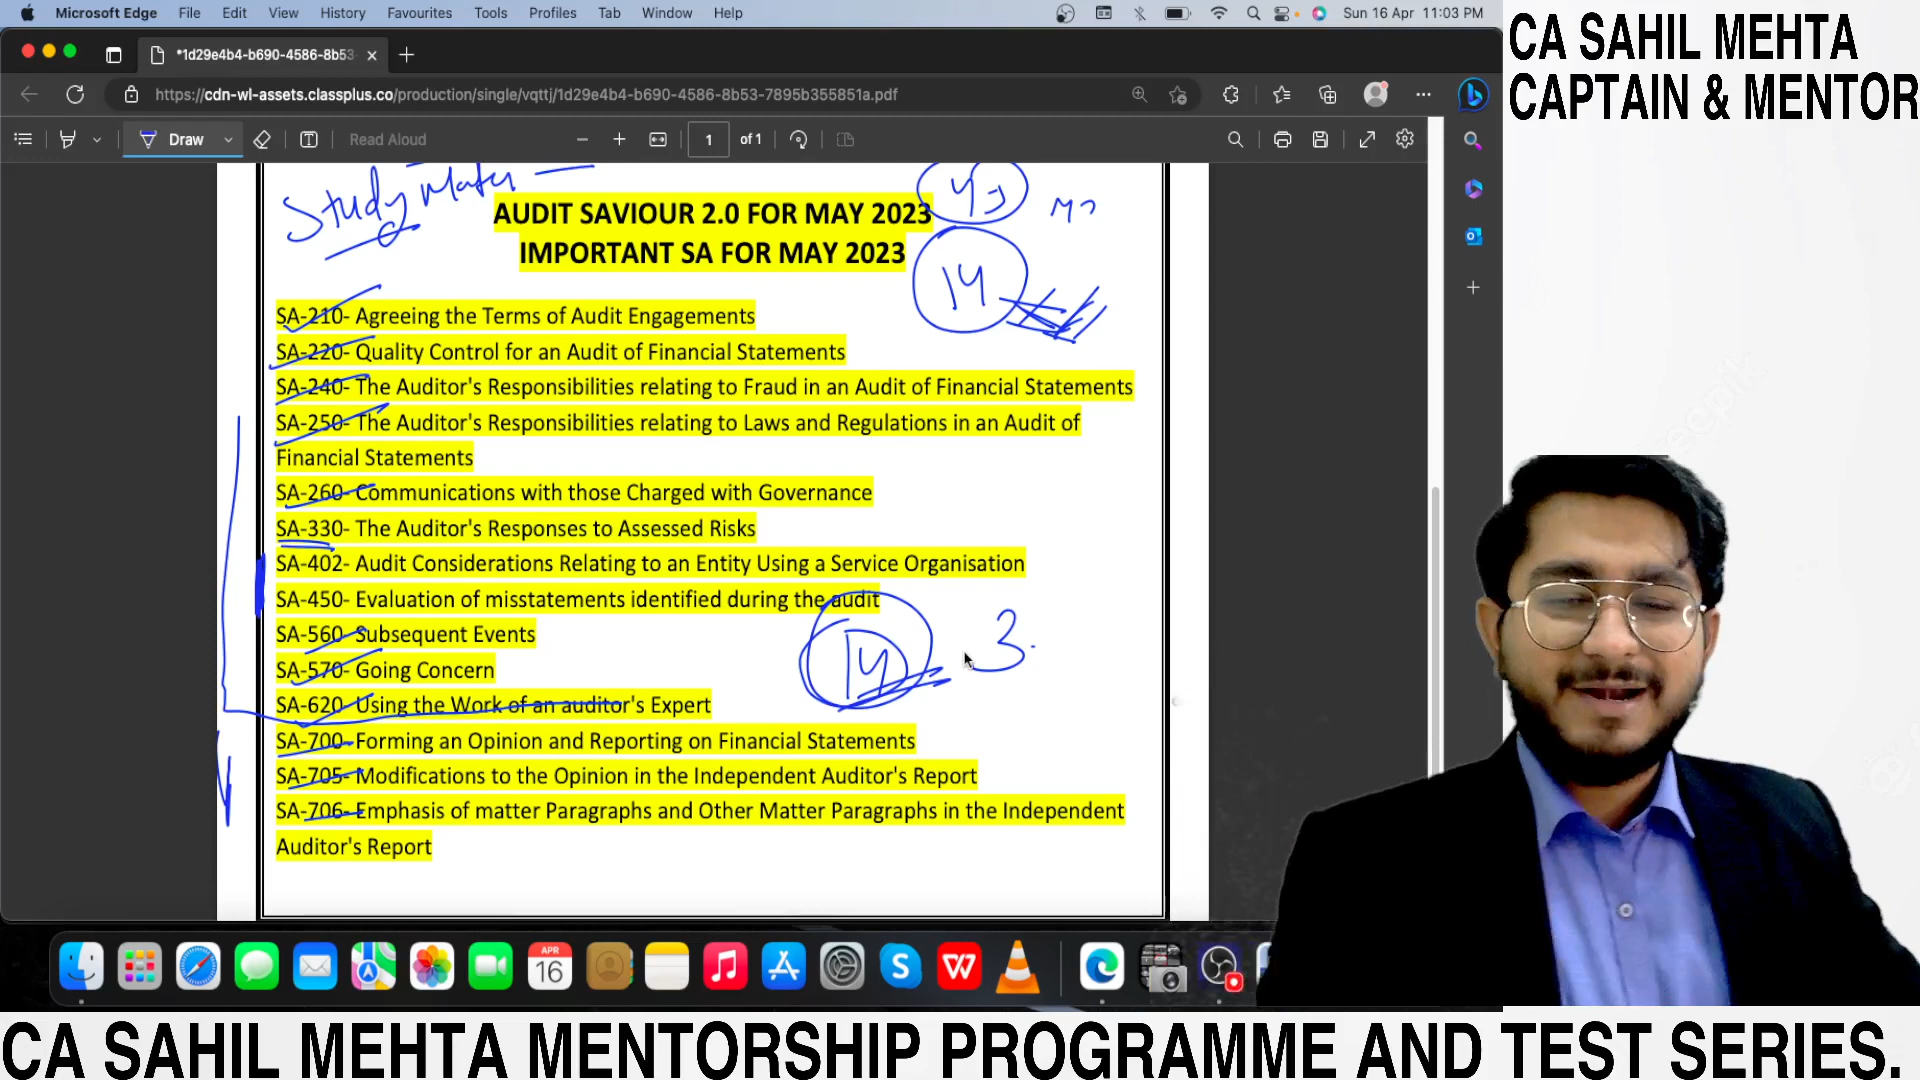 Microsoft Edge File Edit View History Favourites Tools Profiles Tab Window Help Sun 16 Apr 11:03 PM
*1d29e4b4-b690-4586-8b53-
https://cdn-wl-assets.classplus.co/production/single/vqttj/1d29e4b4-b690-4586-8b53-7895b355851a.pdf
Draw Read Aloud 1 of 1
CA SAHIL MEHTA
CAPTAIN & MENTOR
Study Mater
AUDIT SAVIOUR 2.0 FOR MAY 2023
IMPORTANT SA FOR MAY 2023
14
SA-210- Agreeing the Terms of Audit Engagements
SA-220- Quality Control for an Audit of Financial Statements
SA-240- The Auditor's Responsibilities relating to Fraud in an Audit of Financial Statements
SA-250- The Auditor's Responsibilities relating to Laws and Regulations in an Audit of
Financial Statements
SA-260- Communications with those Charged with Governance
SA-330- The Auditor's Responses to Assessed Risks
SA-402- Audit Considerations Relating to an Entity Using a Service Organisation
SA-450- Evaluation of misstatements identified during the audit
SA-560- Subsequent Events
14 3
SA-570- Going Concern
SA-620- Using the Work of an auditor's Expert
SA-700- Forming an Opinion and Reporting on Financial Statements
SA-705- Modifications to the Opinion in the Independent Auditor's Report
SA-706- Emphasis of matter Paragraphs and Other Matter Paragraphs in the Independent
Auditor's Report
APR
16
CA SAHIL MEHTA MENTORSHIP PROGRAMME AND TEST SERIES.